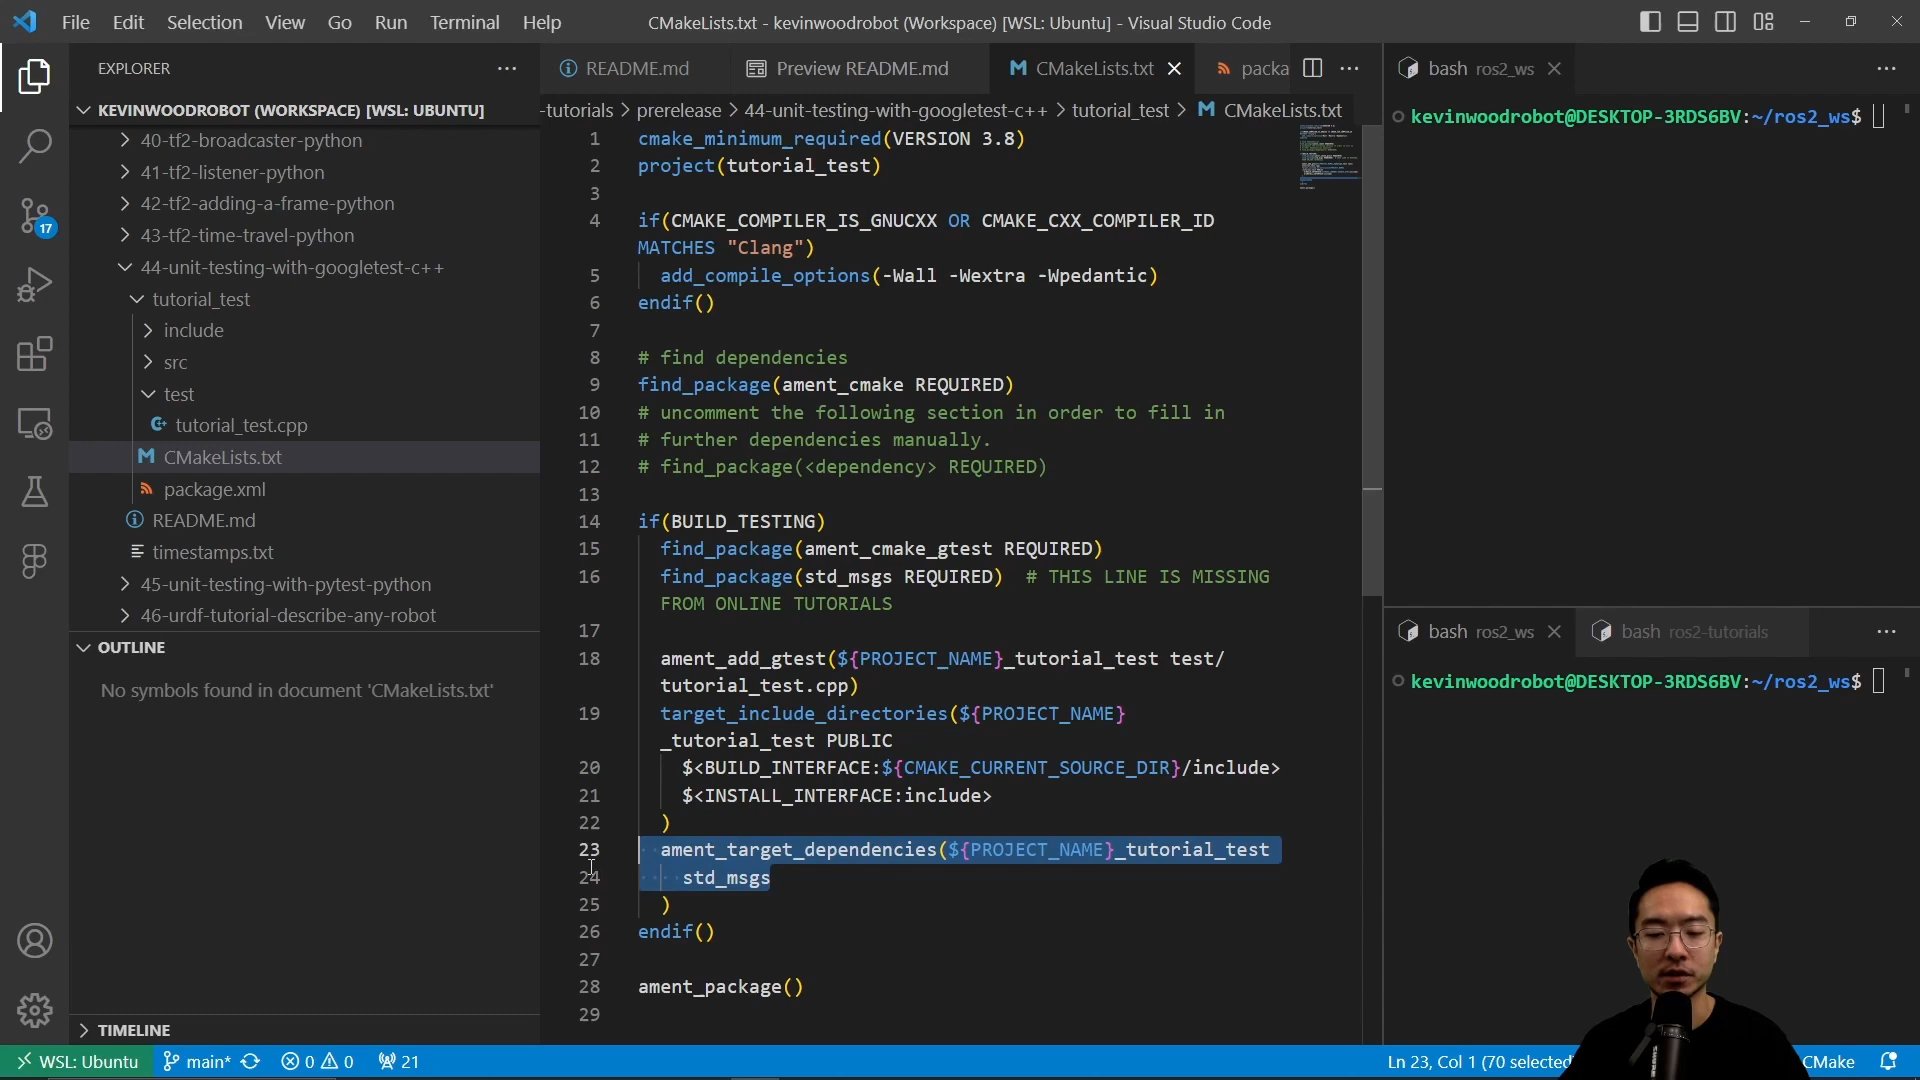 File Edit Selection View Go Run Terminal Help
CMakeLists.txt - kevinwoodrobot (Workspace) [WSL: Ubuntu] - Visual Studio Code
EXPLORER
KEVINWOODROBOT (WORKSPACE) [WSL: UBUNTU]
40-tf2-broadcaster-python
41-tf2-listener-python
42-tf2-adding-a-frame-python
43-tf2-time-travel-python
44-unit-testing-with-googletest-c++
tutorial_test
include
src
test
tutorial_test.cpp
CMakeLists.txt
package.xml
README.md
timestamps.txt
45-unit-testing-with-pytest-python
46-urdf-tutorial-describe-any-robot
OUTLINE
No symbols found in document 'CMakeLists.txt'
TIMELINE
17
README.md
Preview README.md
CMakeLists.txt
packa
-tutorials > prerelease > 44-unit-testing-with-googletest-c++ > tutorial_test > CMakeLists.txt
1 cmake_minimum_required(VERSION 3.8)
2 project(tutorial_test)
3
4 if(CMAKE_COMPILER_IS_GNUCXX OR CMAKE_CXX_COMPILER_ID
MATCHES "Clang")
5 add_compile_options(-Wall -Wextra -Wpedantic)
6 endif()
7
8 # find dependencies
9 find_package(ament_cmake REQUIRED)
10 # uncomment the following section in order to fill in
11 # further dependencies manually.
12 # find_package(<dependency> REQUIRED)
13
14 if(BUILD_TESTING)
15 find_package(ament_cmake_gtest REQUIRED)
16 find_package(std_msgs REQUIRED) # THIS LINE IS MISSING
FROM ONLINE TUTORIALS
17
18 ament_add_gtest(${PROJECT_NAME}_tutorial_test test/
tutorial_test.cpp)
19 target_include_directories(${PROJECT_NAME}
_tutorial_test PUBLIC
20 $<BUILD_INTERFACE:${CMAKE_CURRENT_SOURCE_DIR}/include>
21 $<INSTALL_INTERFACE:include>
22 )
23 ament_target_dependencies(${PROJECT_NAME}_tutorial_test
24 std_msgs
25 )
26 endif()
27
28 ament_package()
29
bash ros2_ws
kevinwoodrobot@DESKTOP-3RDS6BV:~/ros2_ws$
bash ros2_ws
bash ros2-tutorials
kevinwoodrobot@DESKTOP-3RDS6BV:~/ros2_ws$
WSL: Ubuntu main* 0 0 21
Ln 23, Col 1 (70 selected
CMake